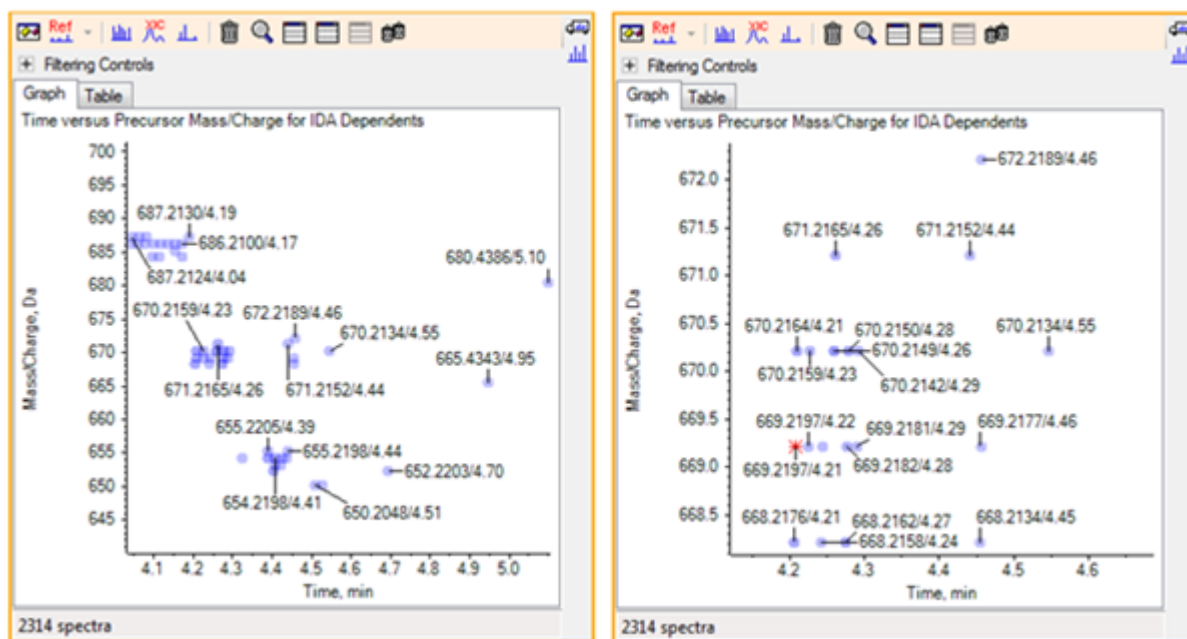 Ref
XIC
Filtering Controls
Graph
Table
Time versus Precursor Mass/Charge for IDA Dependents
Mass/Charge, Da
700
695
690
685
680
675
670
665
660
655
650
645
687.2130/4.19
686.2100/4.17
687.2124/4.04
680.4386/5.10
670.2159/4.23
672.2189/4.46
670.2134/4.55
665.4343/4.95
671.2165/4.26
671.2152/4.44
655.2205/4.39
655.2198/4.44
652.2203/4.70
654.2198/4.41
650.2048/4.51
4.1 4.2 4.3 4.4 4.5 4.6 4.7 4.8 4.9 5.0
Time, min
2314 spectra
Ref
XIC
Filtering Controls
Graph
Table
Time versus Precursor Mass/Charge for IDA Dependents
Mass/Charge, Da
672.0
671.5
671.0
670.5
670.0
669.5
669.0
668.5
672.2189/4.46
671.2165/4.26
671.2152/4.44
670.2164/4.21
670.2150/4.28
670.2134/4.55
670.2149/4.26
670.2159/4.23
670.2142/4.29
669.2197/4.22
669.2181/4.29
669.2177/4.46
669.2197/4.21
669.2182/4.28
668.2176/4.21
668.2162/4.27
668.2134/4.45
668.2158/4.24
4.2 4.3 4.4 4.5 4.6
Time, min
2314 spectra